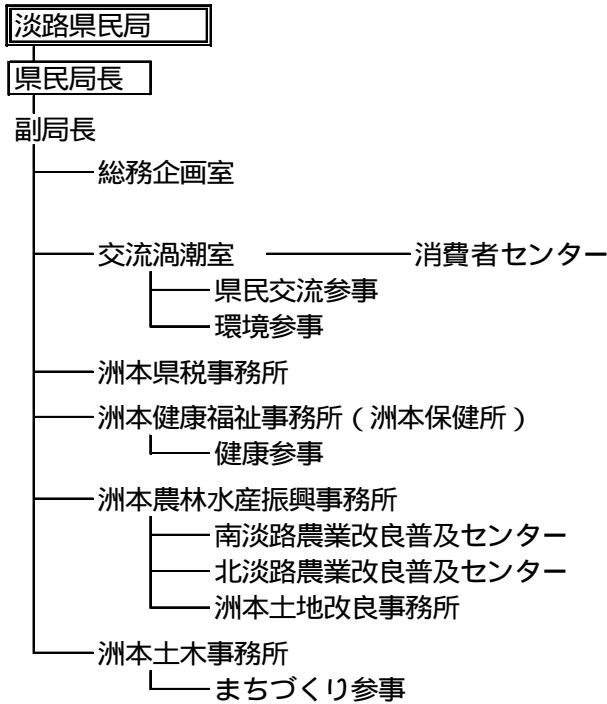 淡路県民局
県民局長
副局長
総務企画室
交流渦潮室 消費者センター
県民交流参事
環境参事
洲本県税事務所
洲本健康福祉事務所(洲本保健所)
健康参事
洲本農林水産振興事務所
南淡路農業改良普及センター
北淡路農業改良普及センター
洲本土地改良事務所
洲本土木事務所
まちづくり参事